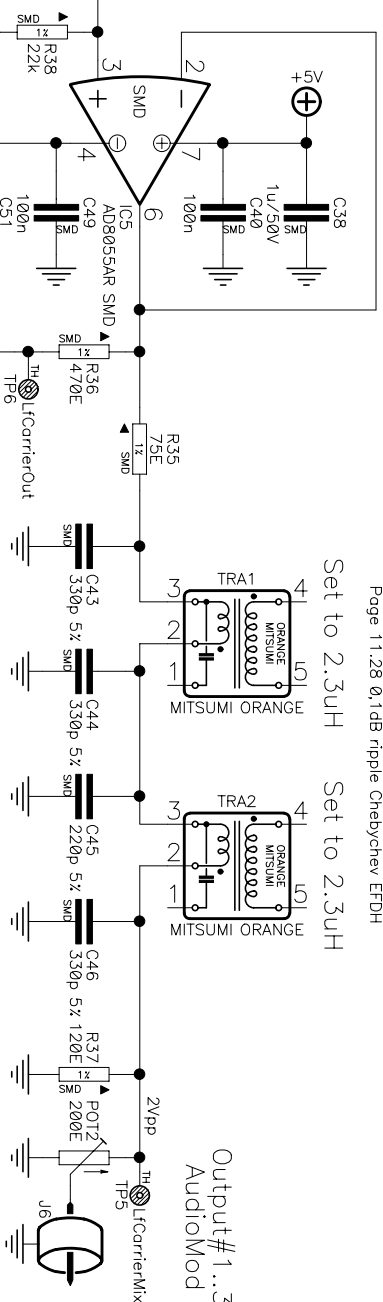 Page 11.28 0,1dB ripple Chebychev EFDH
SMD
1%
R38
22k
3
2
SMD
4
7
6
+5V
C38
1u/50V
SMD
C40
100n
SMD
C49
100n
SMD
C51
IC5
AD8055AR SMD
SMD
1%
R36
470E
TH
LfCarrierOut
TP6
R35
75E
1%
SMD
Set to 2.3uH
TRA1
3
4
2
1
5
ORANGE
MITSUMI
MITSUMI ORANGE
Set to 2.3uH
TRA2
3
4
2
1
5
ORANGE
MITSUMI
MITSUMI ORANGE
SMD
C43
330p 5%
SMD
C44
330p 5%
SMD
C45
220p 5%
SMD
C46
330p 5%
R37
120E
1%
SMD
POT2
200E
2Vpp
TH
LfCarrierMix
TP5
J6
Output#1..3
AudioMod